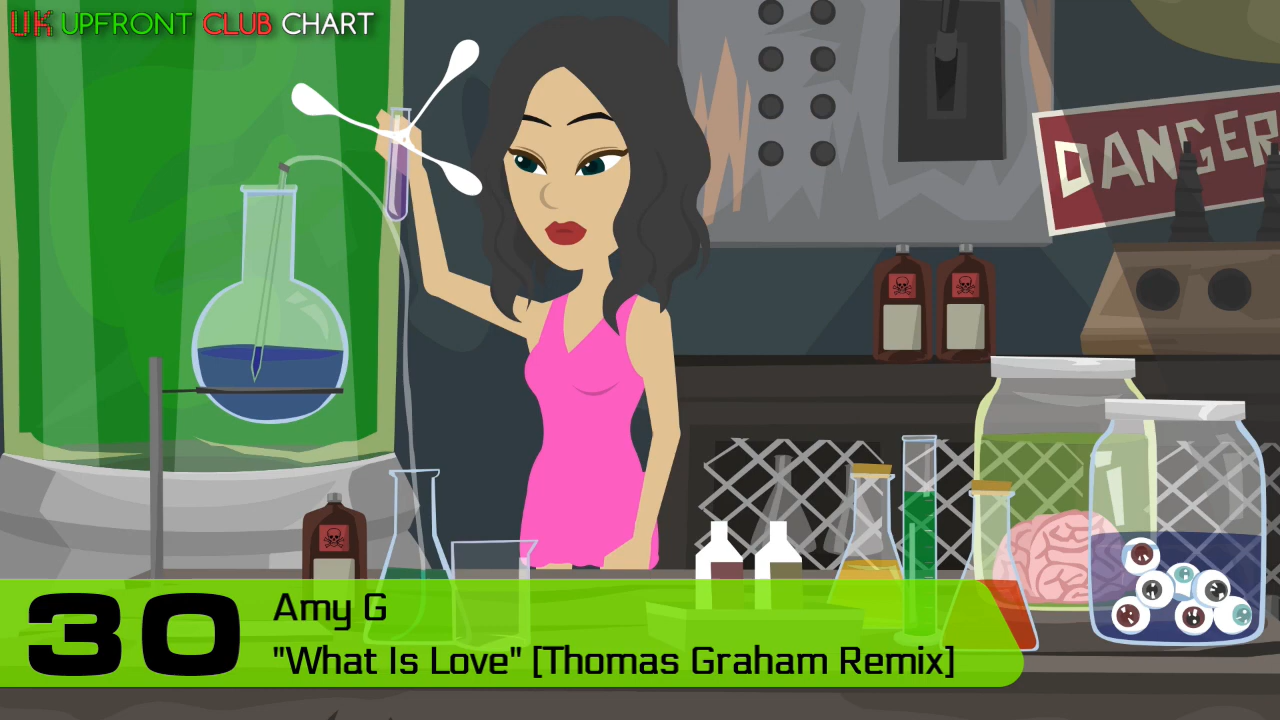 UK UPFRONT CLUB CHART
DANGER
30
Amy G
"What Is Love" [Thomas Graham Remix]